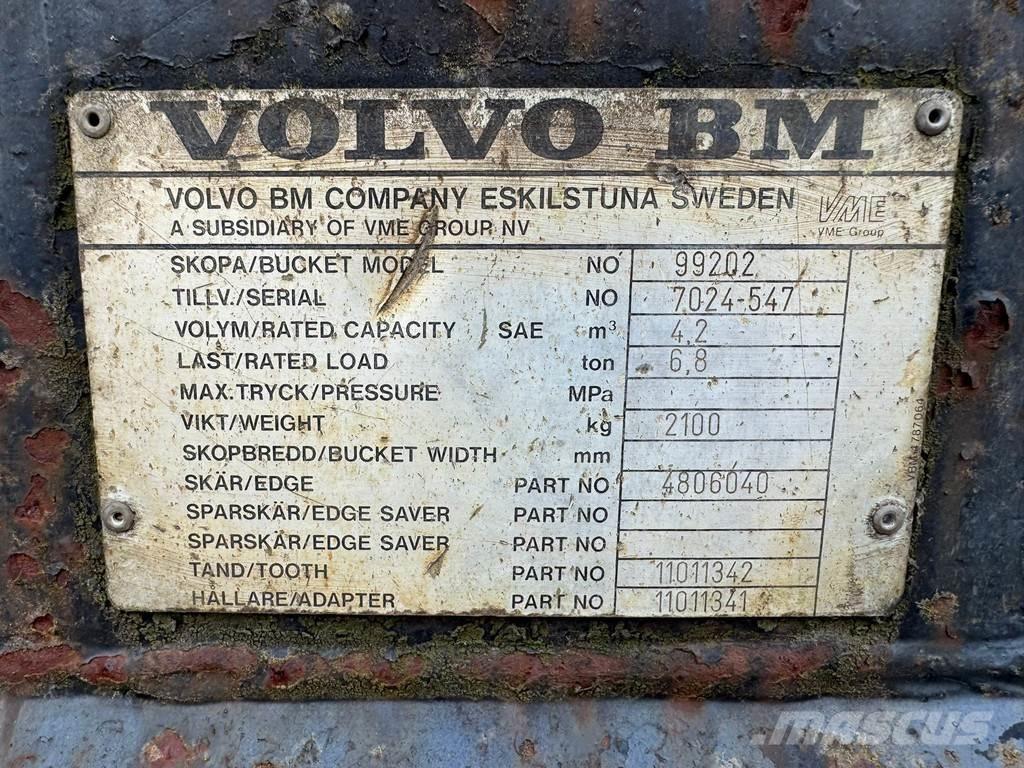 VOLVO BM
VOLVO BM COMPANY ESKILSTUNA SWEDEN
A SUBSIDIARY OF VME GROUP NV
VME
VME Group
SKOPA/BUCKET MODEL NO 99202
TILLV./SERIAL NO 7024-547
VOLYM/RATED CAPACITY SAE m³ 4,2
LAST/RATED LOAD ton 6,8
MAX.TRYCK/PRESSURE MPa
VIKT/WEIGHT kg 2100
SKOPBREDD/BUCKET WIDTH mm
SKÄR/EDGE PART NO 4806040
SPARSKÄR/EDGE SAVER PART NO
SPARSKÄR/EDGE SAVER PART NO
TAND/TOOTH PART NO 11011342
HÅLLARE/ADAPTER PART NO 11011341
MASCUS